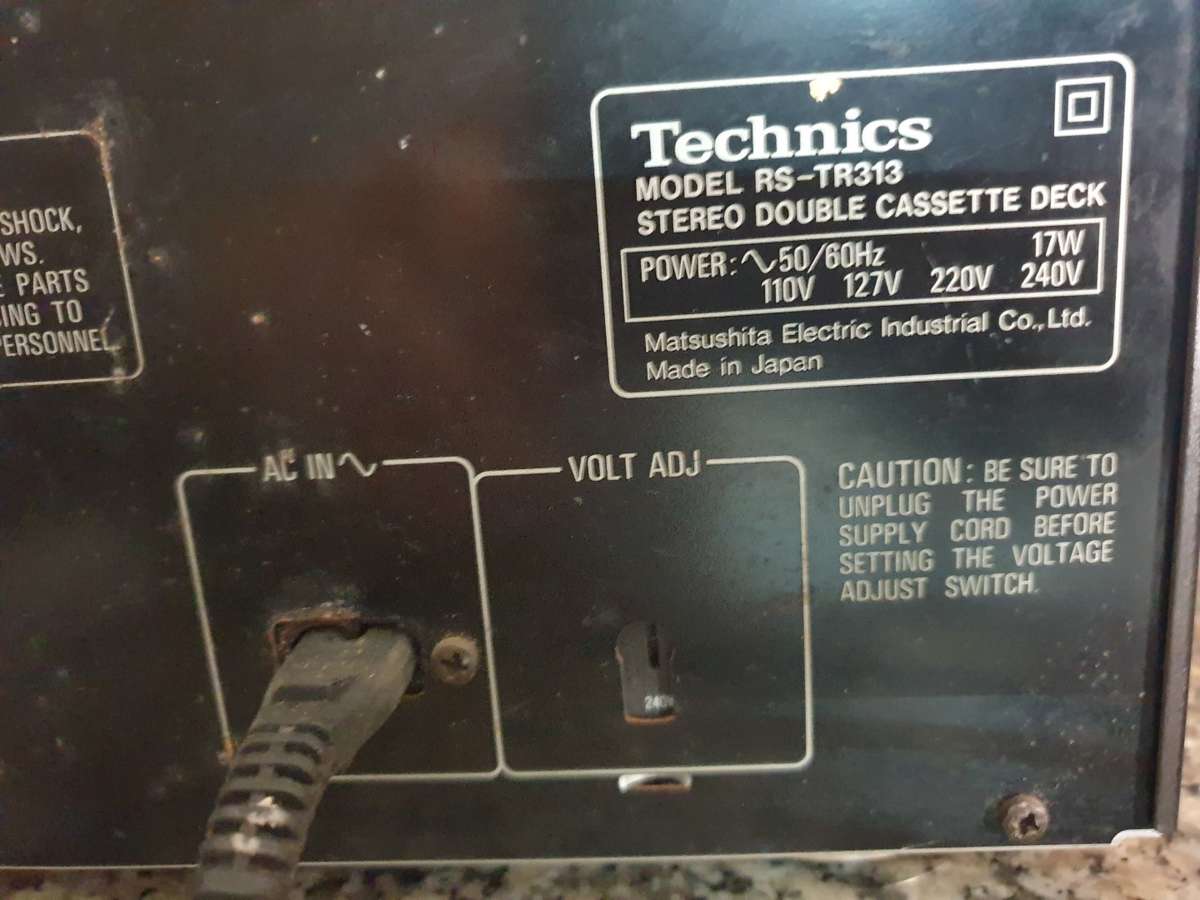 SHOCK,
WS.
PARTS
ING TO
PERSONNEL
Technics
MODEL RS-TR313
STEREO DOUBLE CASSETTE DECK
POWER: ∿50/60Hz 17W
110V 127V 220V 240V
Matsushita Electric Industrial Co., Ltd.
Made in Japan
AC IN∿
VOLT ADJ
CAUTION: BE SURE TO
UNPLUG THE POWER
SUPPLY CORD BEFORE
SETTING THE VOLTAGE
ADJUST SWITCH.